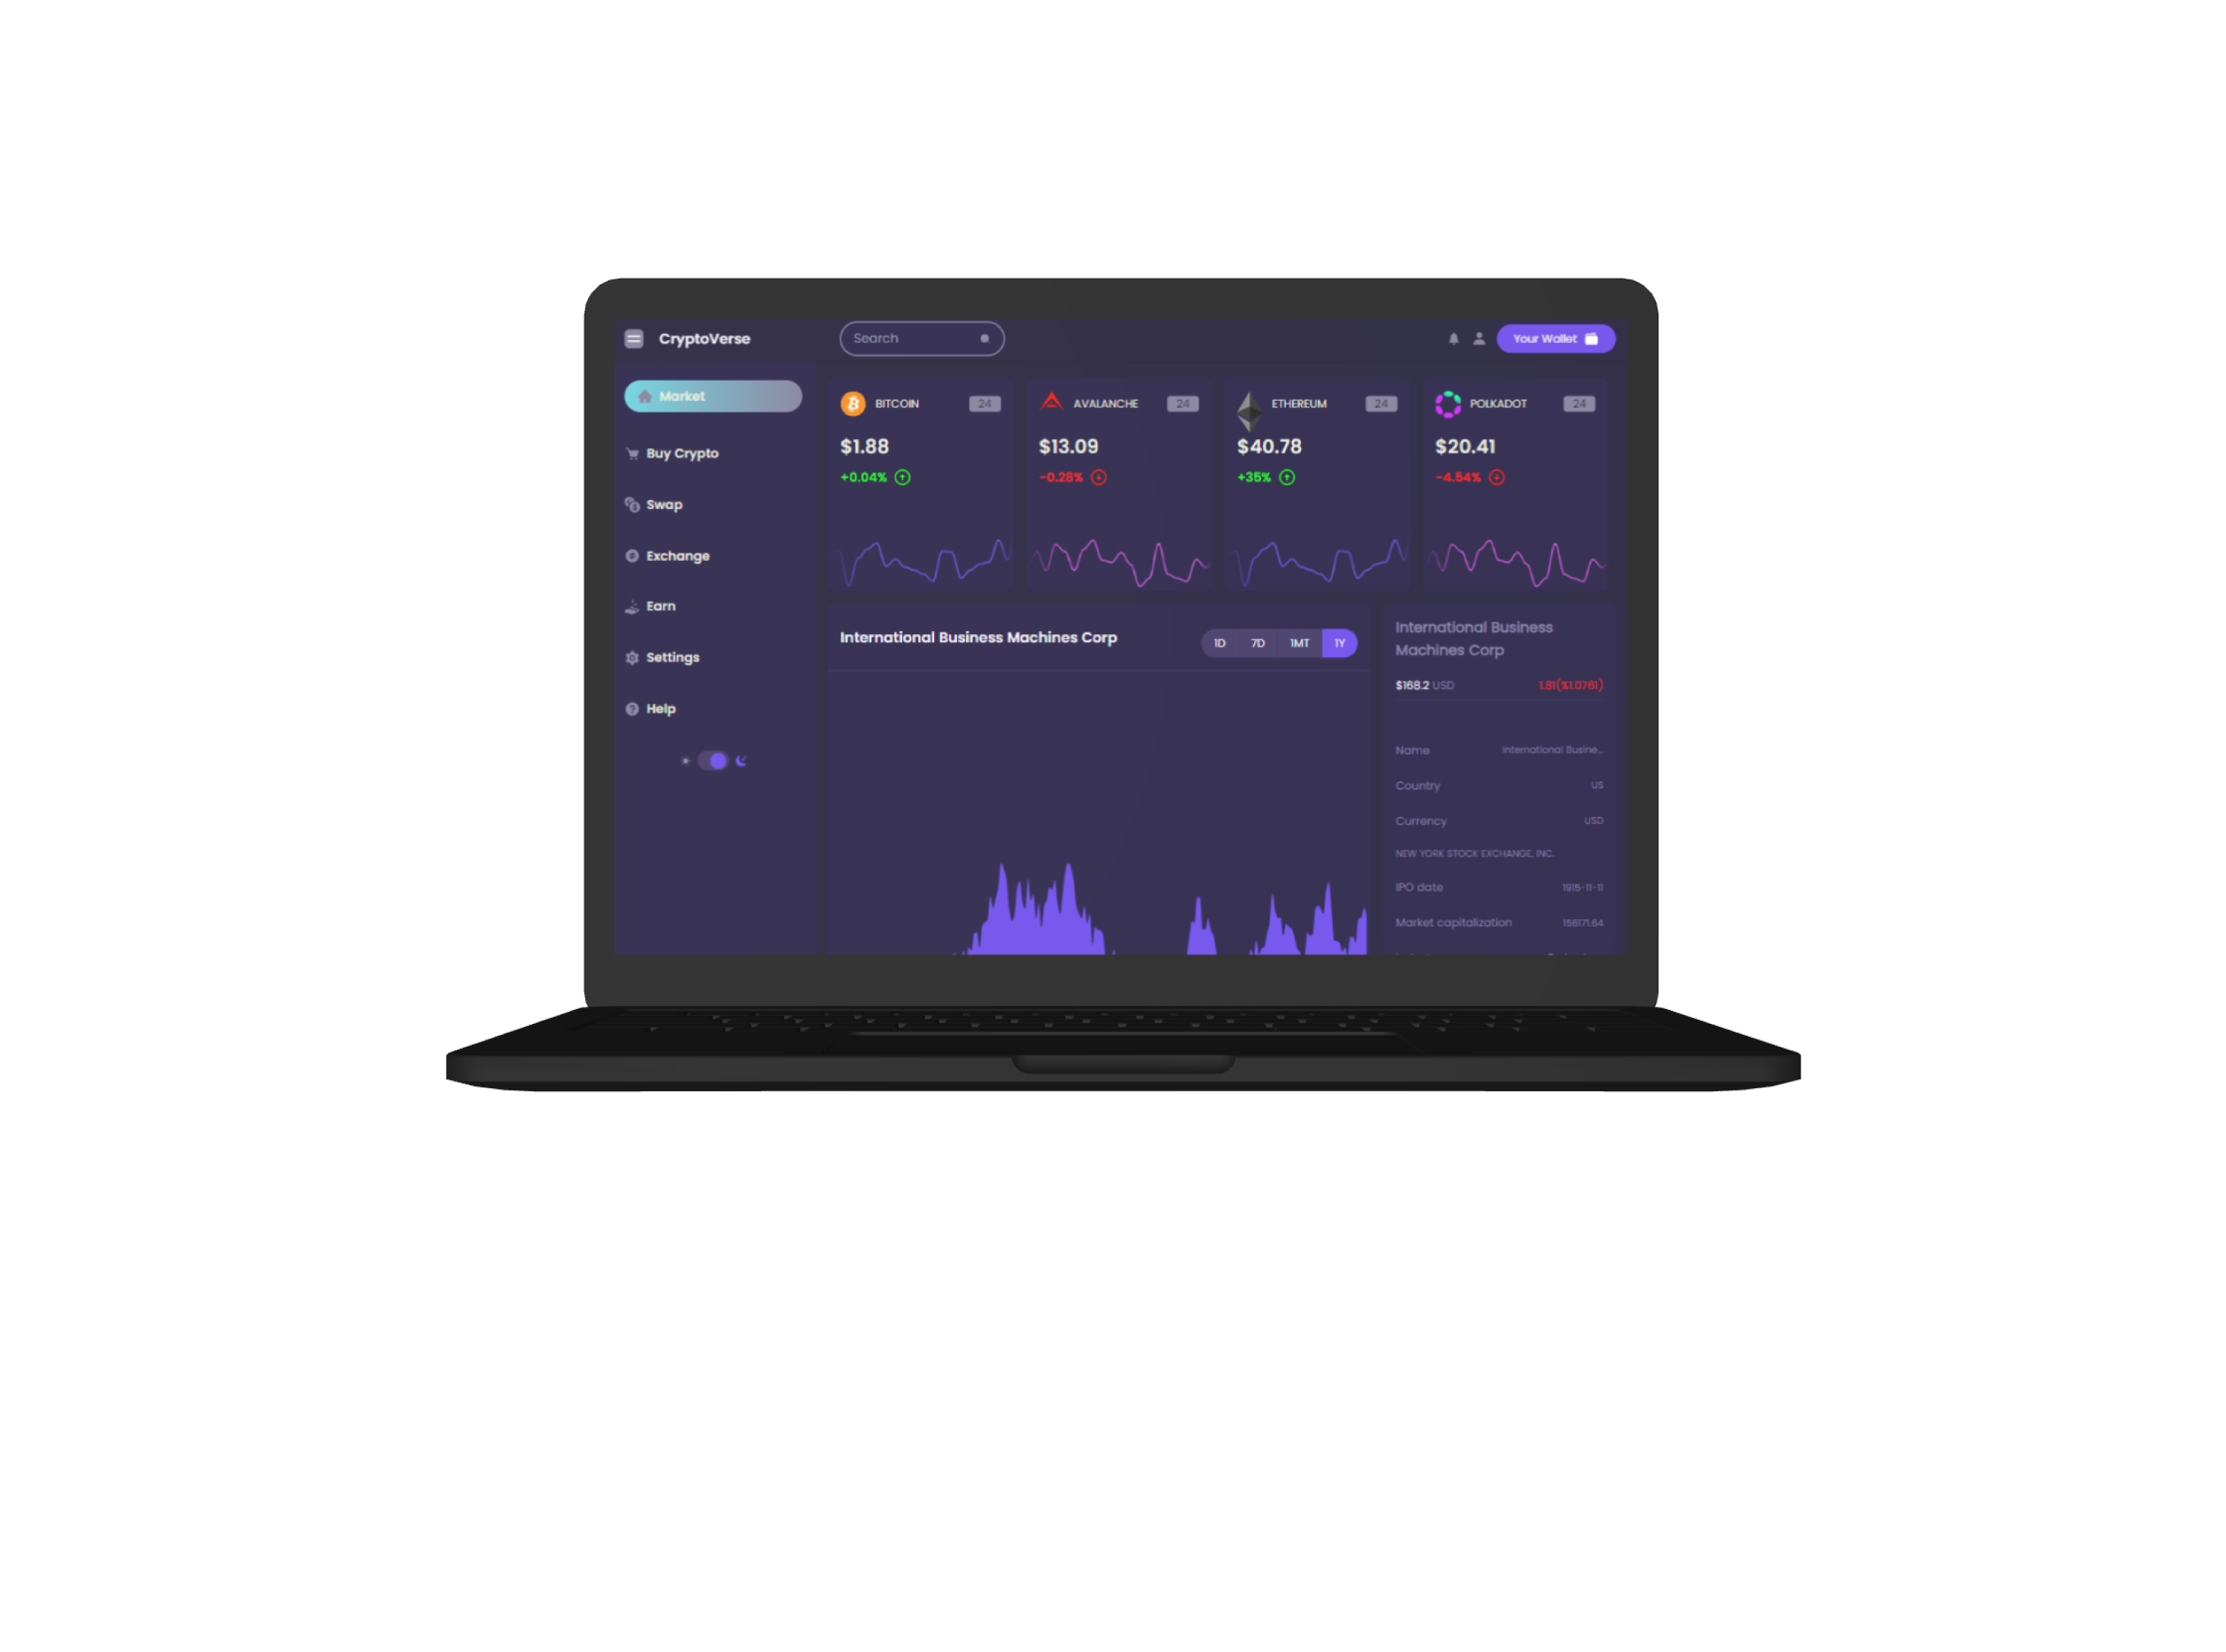 CryptoVerse
Search
Your Wallet
Market
Buy Crypto
Swap
Exchange
Earn
Settings
Help
BITCOIN 24
$1.88
+0.04%
AVALANCHE 24
$13.09
-0.28%
ETHEREUM 24
$40.78
+35%
POLKADOT 24
$20.41
-4.54%
International Business Machines Corp
1D 7D 1MT 1Y
International Business
Machines Corp
$168.2 USD 1.81(%1.0761)
Name International Busine...
Country US
Currency USD
NEW YORK STOCK EXCHANGE, INC.
IPO date 1915-11-11
Market capitalization 156171.64